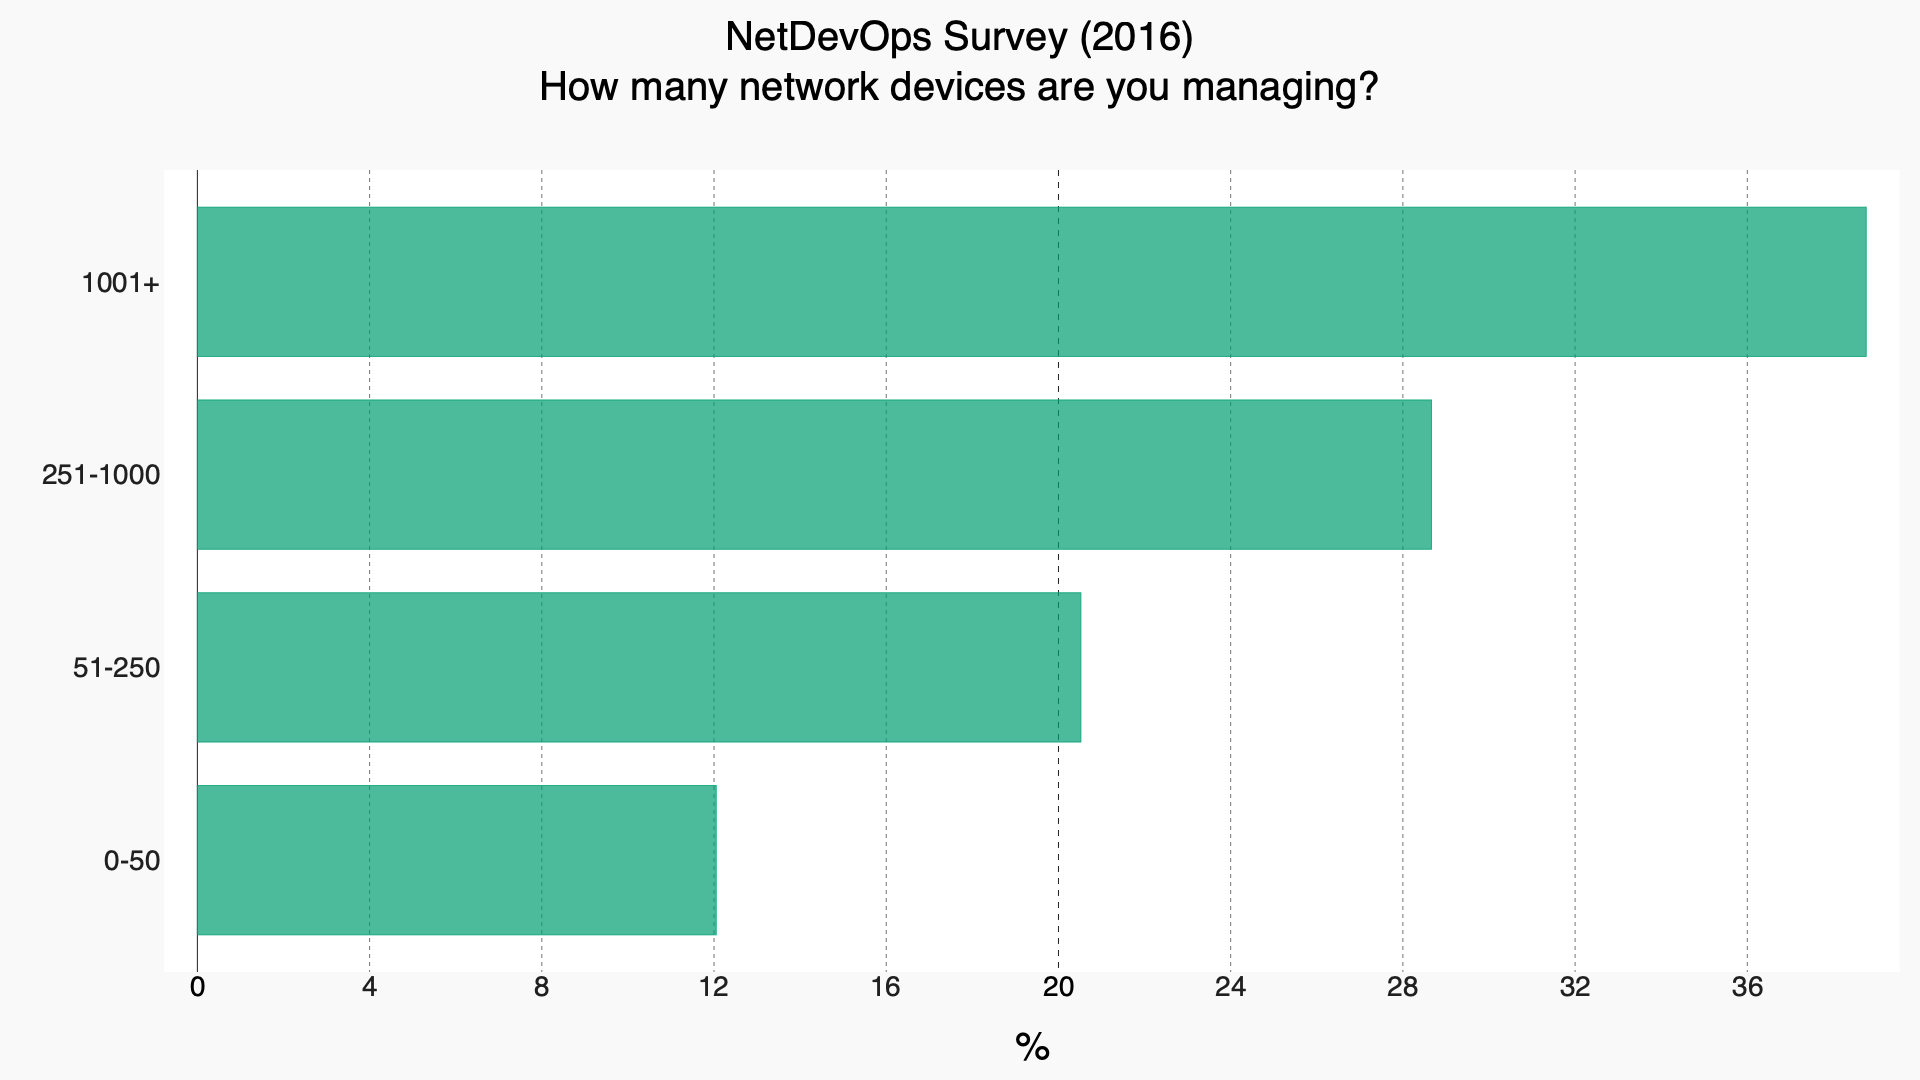 NetDevOps Survey (2016)
How many network devices are you managing?
1001+
251-1000
51-250
0-50
0 4 8 12 16 20 24 28 32 36
%